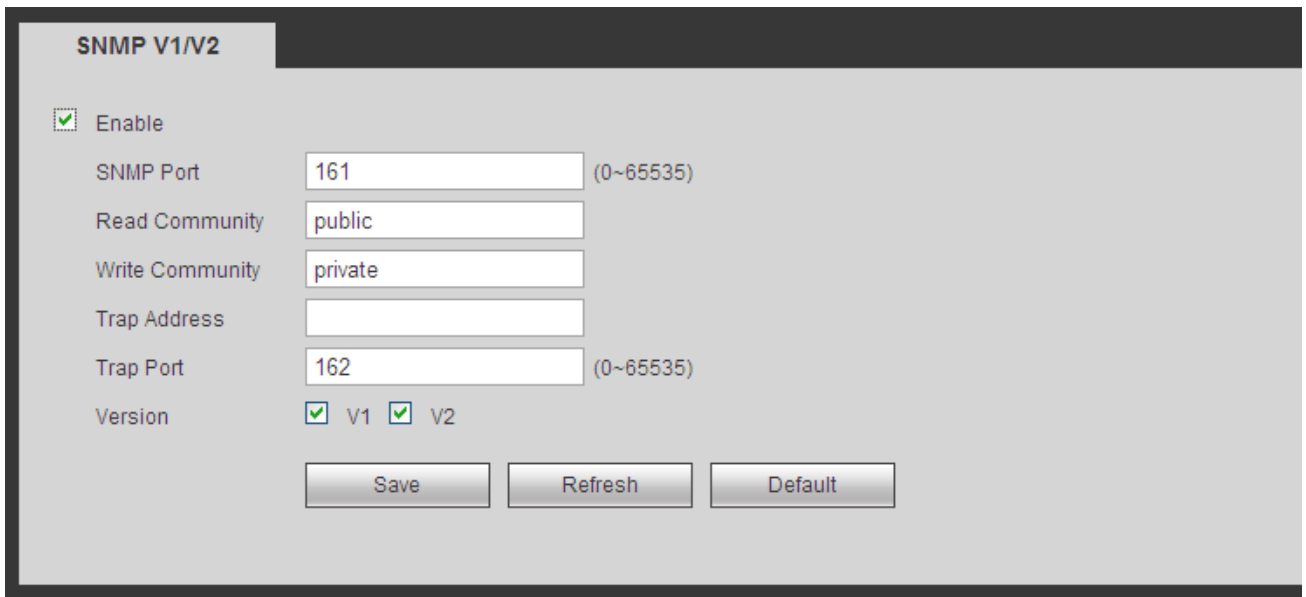 SNMP V1/V2
Enable
SNMP Port 161 (0~65535)
Read Community public
Write Community private
Trap Address
Trap Port 162 (0~65535)
Version V1 V2
Save Refresh Default